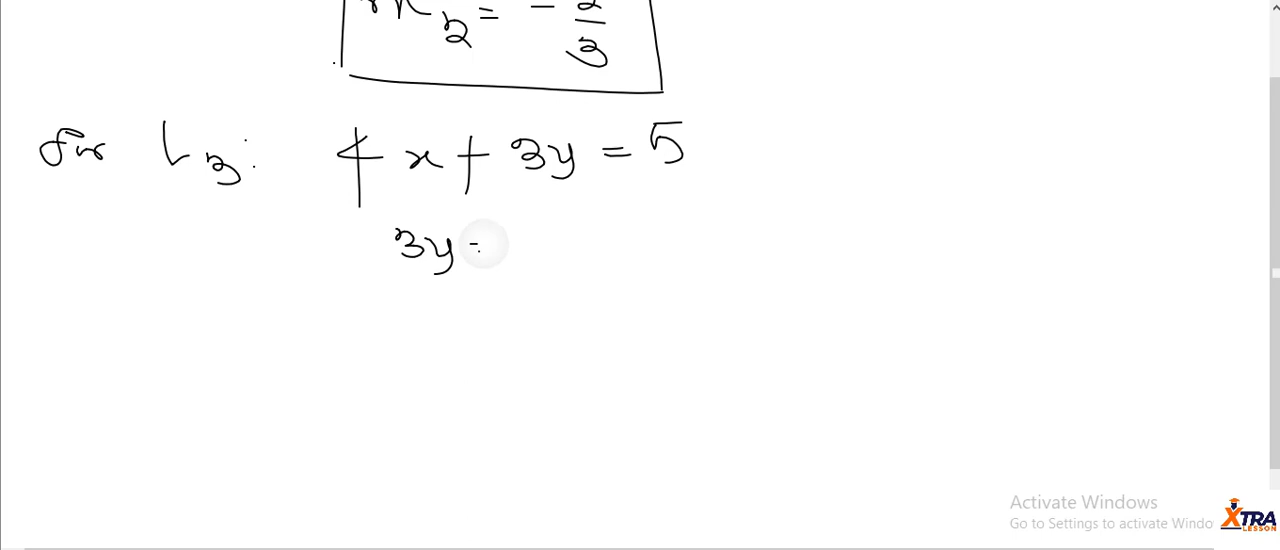 m₂ = - 2/3
for L₃: 4x + 3y = 5
3y =
Activate Windows
Go to Settings to activate Windo
XTRA
LESSON